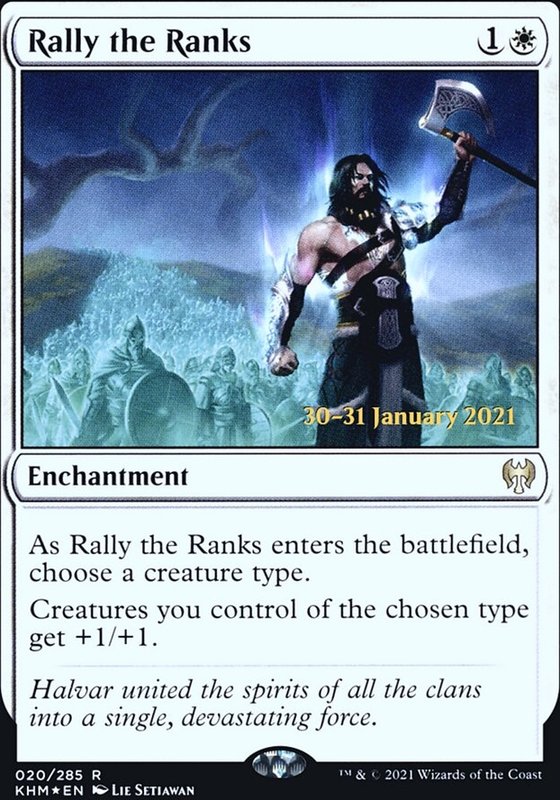 Rally the Ranks 1
30-31 January 2021
Enchantment
As Rally the Ranks enters the battlefield,
choose a creature type.
Creatures you control of the chosen type
get +1/+1.
Halvar united the spirits of all the clans
into a single, devastating force.
020/285 R
KHM★EN Lie Setiawan
™ & © 2021 Wizards of the Coast